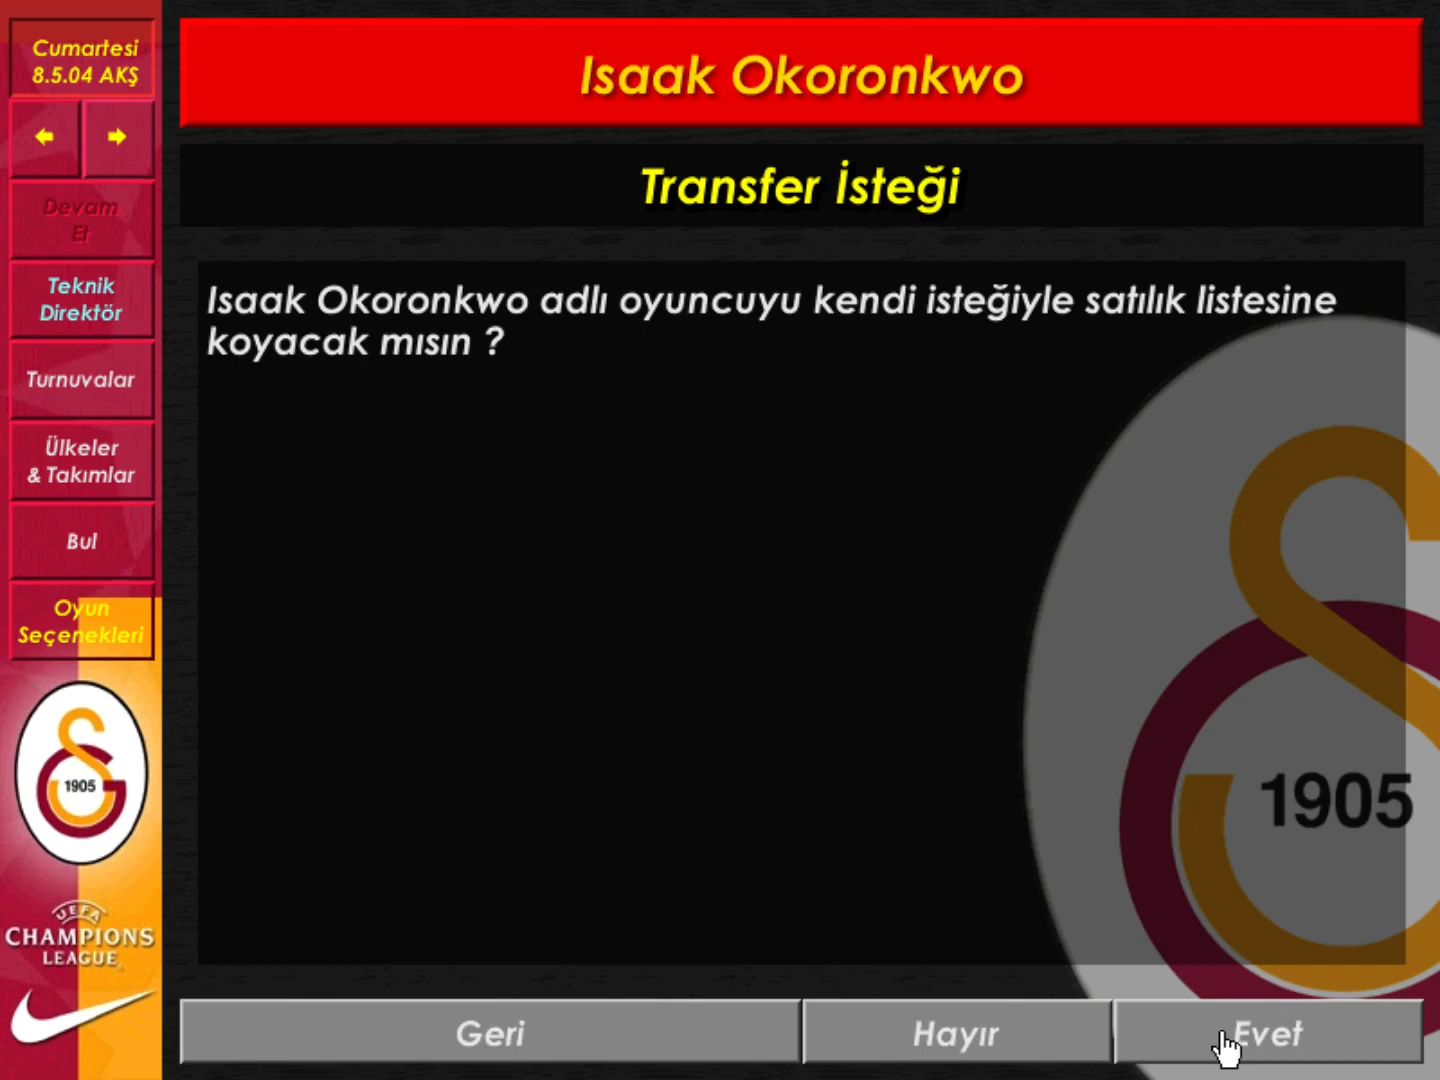 Cumartesi
8.5.04 AKŞ
Isaak Okoronkwo
Transfer İsteği
Devam
Et
Teknik
Direktör
Turnuvalar
Ülkeler
& Takımlar
Bul
Oyun
Seçenekleri
Isaak Okoronkwo adlı oyuncuyu kendi isteğiyle satılık listesine
koyacak mısın ?
1905
1905
UEFA
CHAMPIONS
LEAGUE
Geri
Hayır
Evet